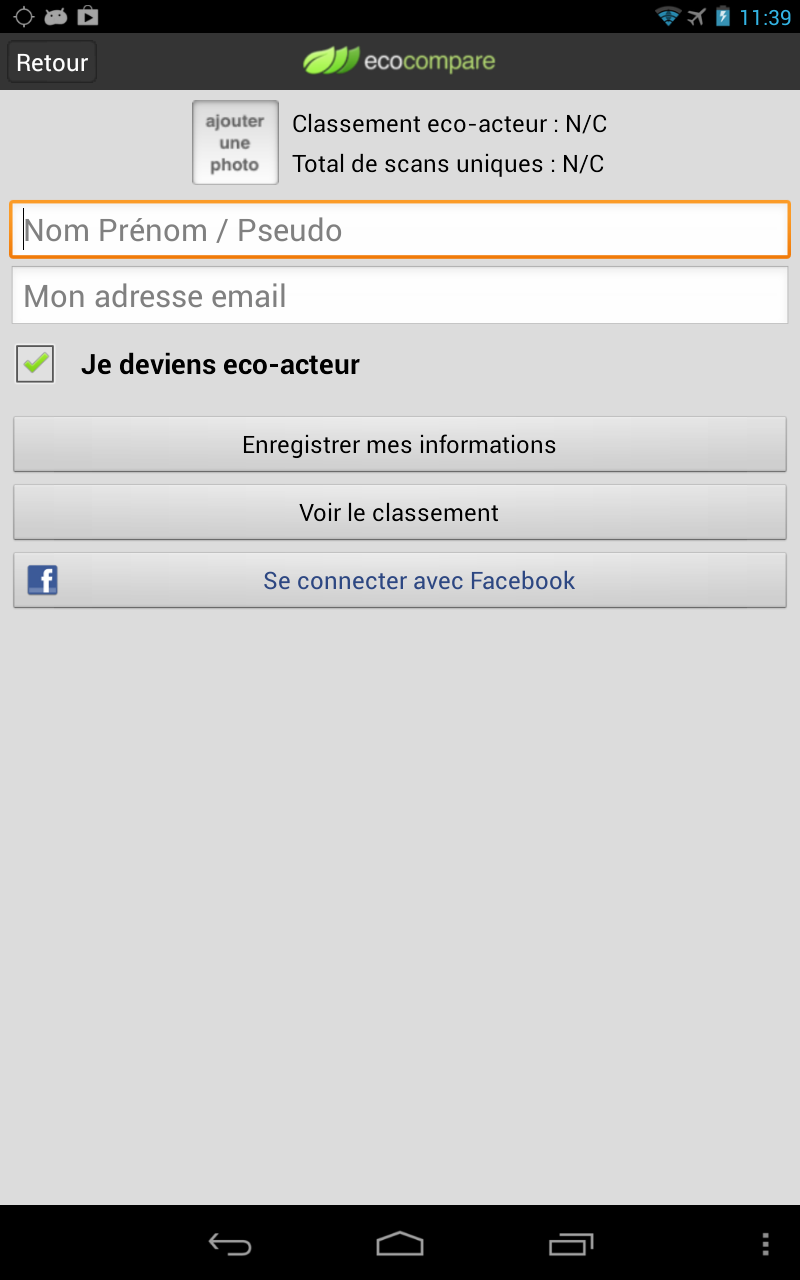 11:39
Retour
ecocompare
ajouter
une
photo
Classement eco-acteur : N/C
Total de scans uniques : N/C
Nom Prénom / Pseudo
Mon adresse email
Je deviens eco-acteur
Enregistrer mes informations
Voir le classement
f
Se connecter avec Facebook